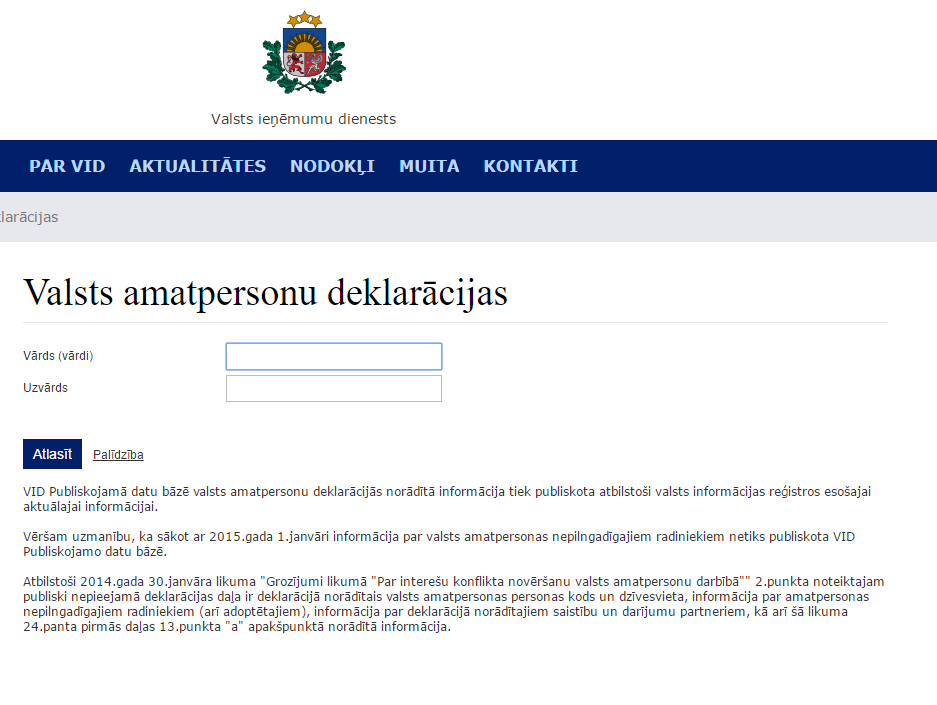 Valsts ieņēmumu dienests
PAR VID AKTUALITĀTES NODOKĻI MUITA KONTAKTI
larācijas
Valsts amatpersonu deklarācijas
Vārds (vārdi)
Uzvārds
Atlasīt Palīdzība
VID Publiskojamā datu bāzē valsts amatpersonu deklarācijās norādītā informācija tiek publiskota atbilstoši valsts informācijas reģistros esošajai
aktuālajai informācijai.
Vēršam uzmanību, ka sākot ar 2015.gada 1.janvāri informācija par valsts amatpersonas nepilngadīgajiem radiniekiem netiks publiskota VID
Publiskojamo datu bāzē.
Atbilstoši 2014.gada 30.janvāra likuma "Grozījumi likumā "Par interešu konflikta novēršanu valsts amatpersonu darbībā"" 2.punkta noteiktajam
publiski nepieejamā deklarācijas daļa ir deklarācijā norādītais valsts amatpersonas personas kods un dzīvesvieta, informācija par amatpersonas
nepilngadīgajiem radiniekiem (arī adoptētajiem), informācija par deklarācijā norādītajiem saistību un darījumu partneriem, kā arī šā likuma
24.panta pirmās daļas 13.punkta "a" apakšpunktā norādītā informācija.